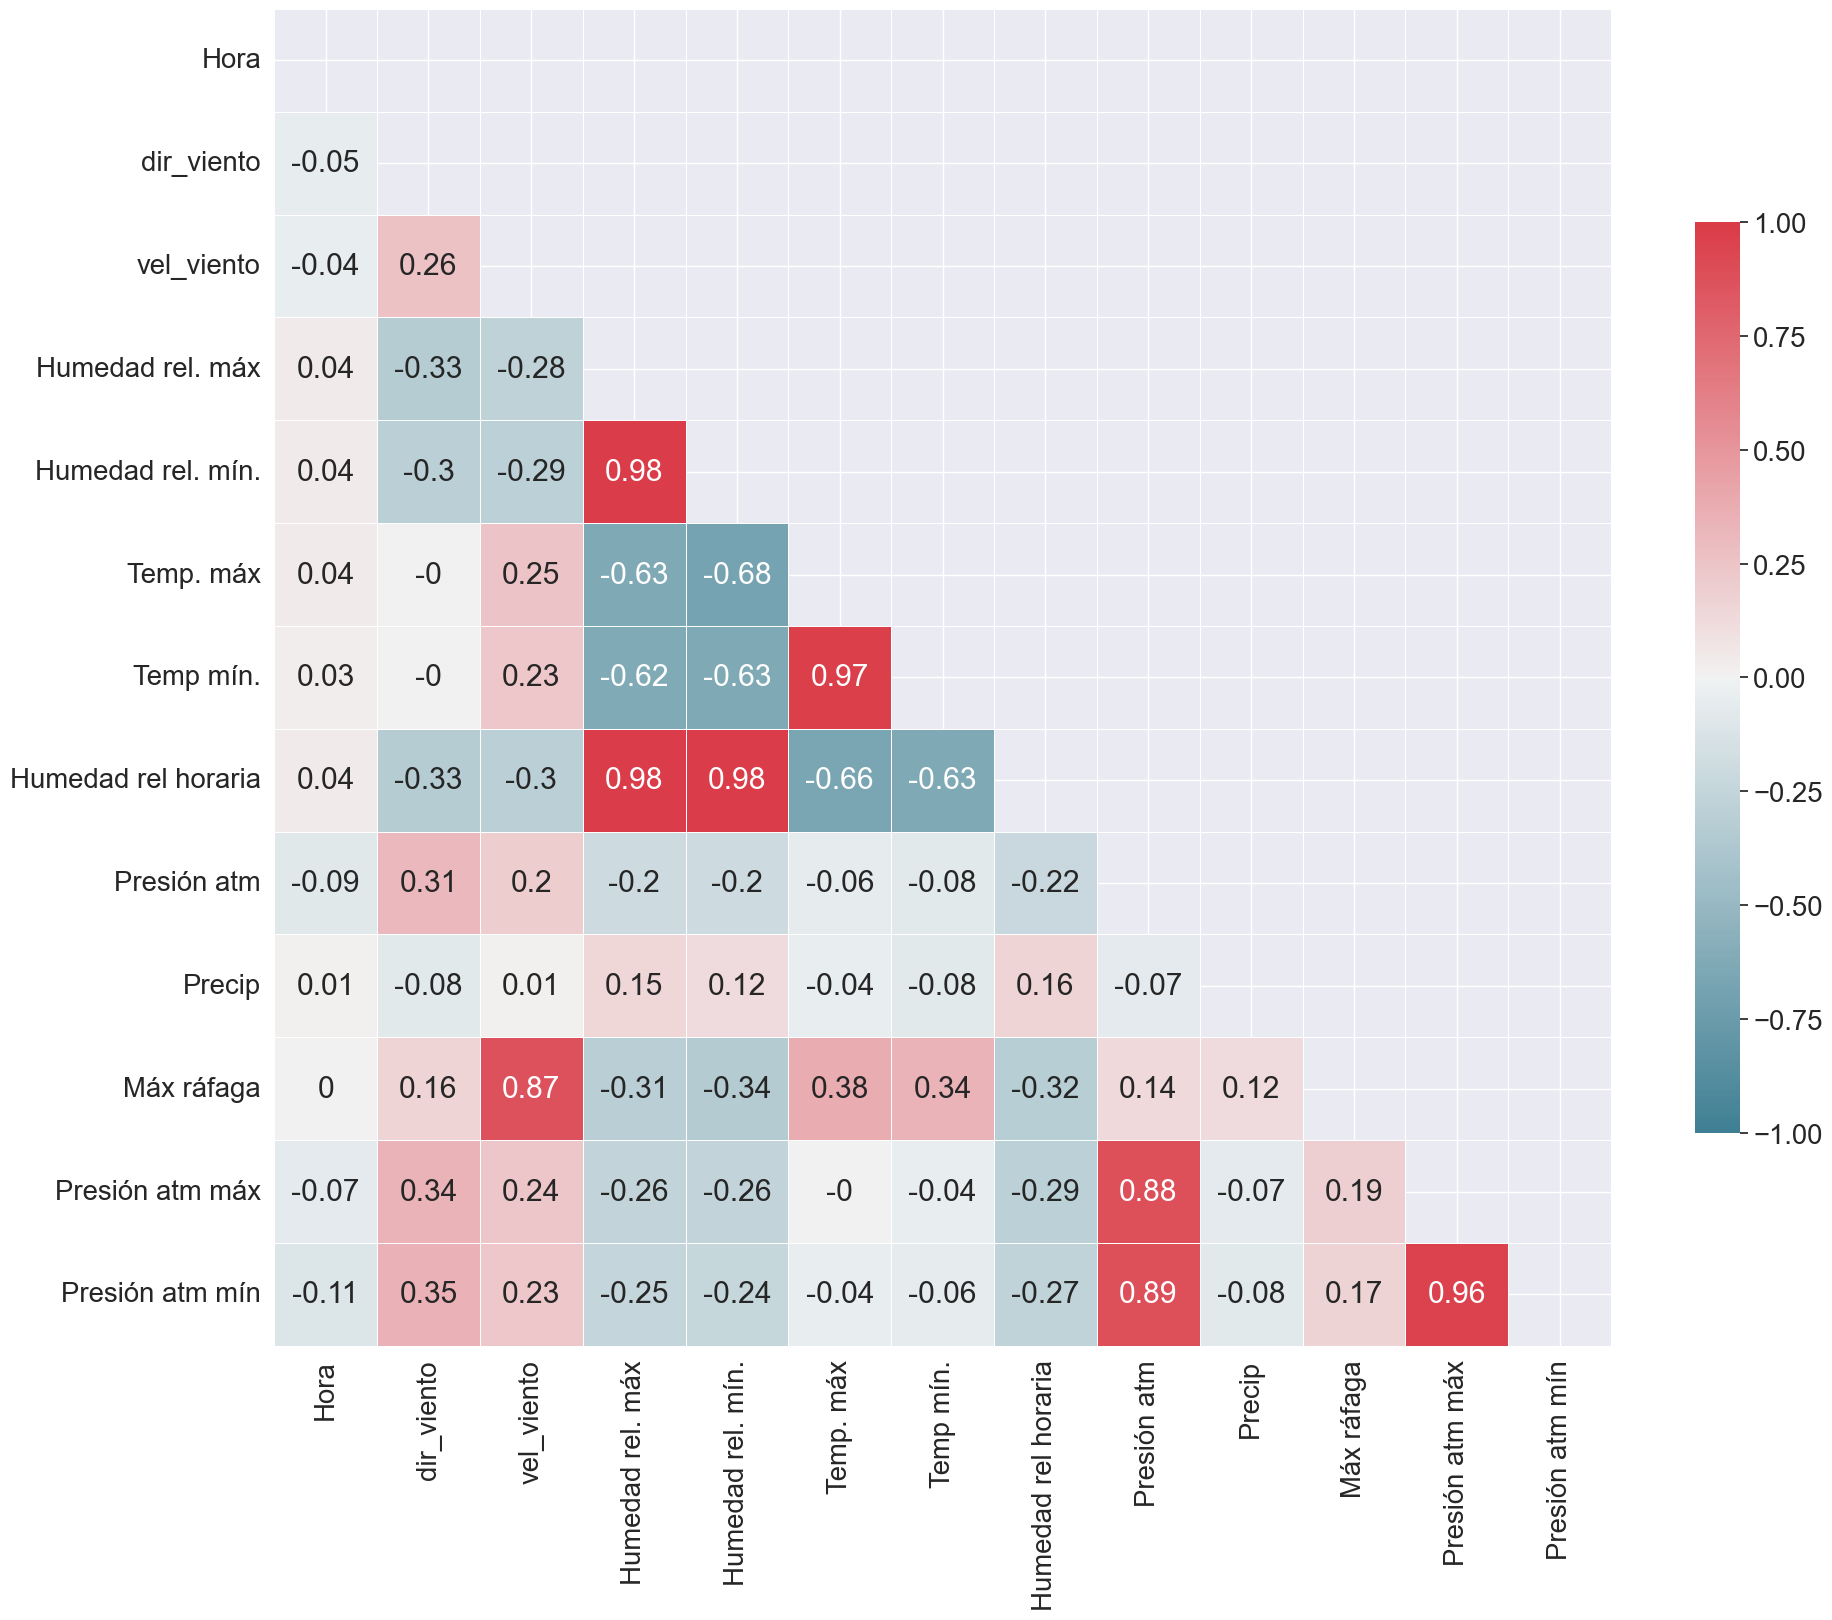 Hora
dir_viento -0.05
vel_viento -0.04 0.26
Humedad rel. máx 0.04 -0.33 -0.28
Humedad rel. mín. 0.04 -0.3 -0.29 0.98
Temp. máx 0.04 -0 0.25 -0.63 -0.68
Temp mín. 0.03 -0 0.23 -0.62 -0.63 0.97
Humedad rel horaria 0.04 -0.33 -0.3 0.98 0.98 -0.66 -0.63
Presión atm -0.09 0.31 0.2 -0.2 -0.2 -0.06 -0.08 -0.22
Precip 0.01 -0.08 0.01 0.15 0.12 -0.04 -0.08 0.16 -0.07
Máx ráfaga 0 0.16 0.87 -0.31 -0.34 0.38 0.34 -0.32 0.14 0.12
Presión atm máx -0.07 0.34 0.24 -0.26 -0.26 -0 -0.04 -0.29 0.88 -0.07 0.19
Presión atm mín -0.11 0.35 0.23 -0.25 -0.24 -0.04 -0.06 -0.27 0.89 -0.08 0.17 0.96
Hora
dir_viento
vel_viento
Humedad rel. máx
Humedad rel. mín.
Temp. máx
Temp mín.
Humedad rel horaria
Presión atm
Precip
Máx ráfaga
Presión atm máx
Presión atm mín
1.00
0.75
0.50
0.25
0.00
−0.25
−0.50
−0.75
−1.00